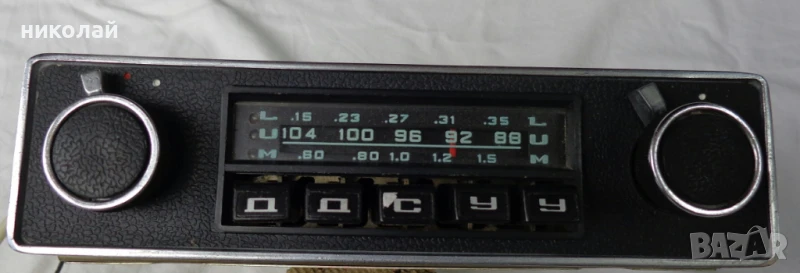 николай
L .15 .23 .27 .31 .35 L
U 104 100 96 92 88 U
M .60 .80 1.0 1.2 1.5 M
Д Д С У У
BAZAR